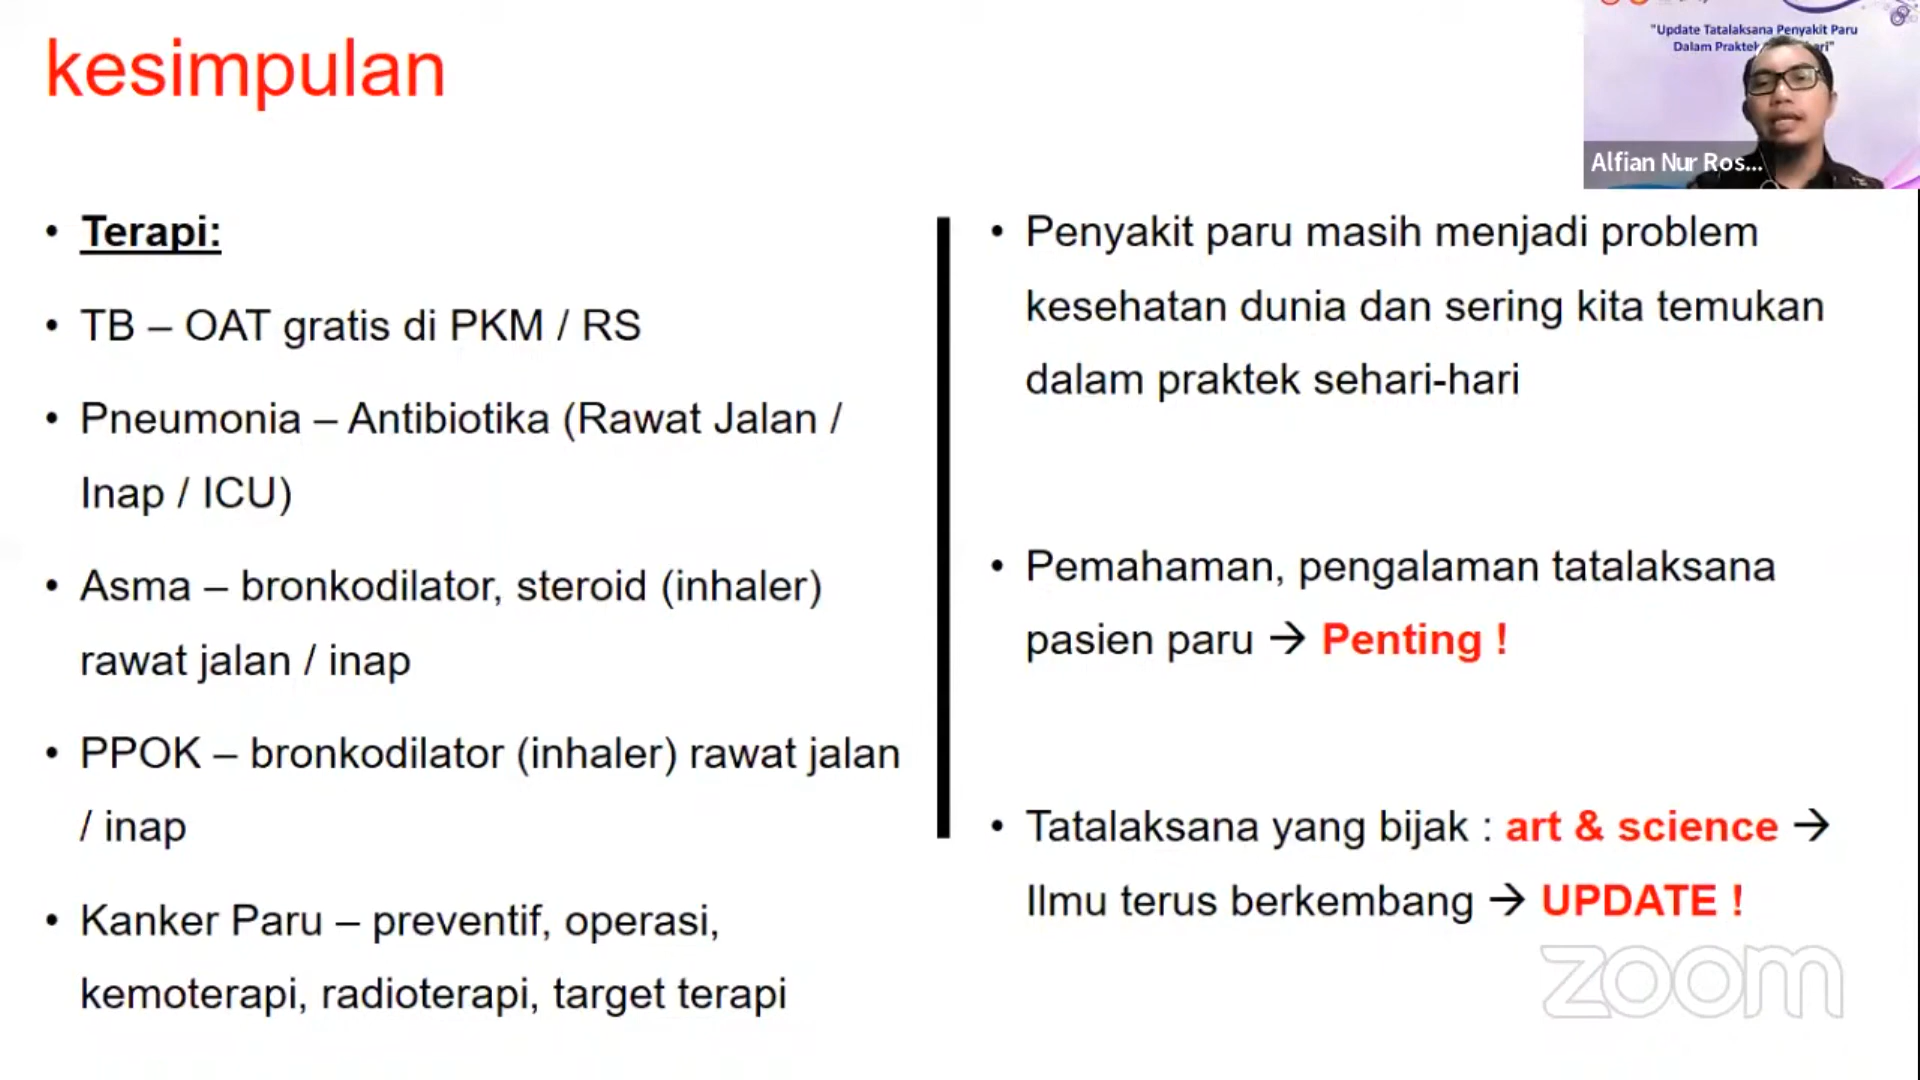 kesimpulan
"Update Tatalaksana Penyakit Paru
Dalam Praktek
Alfian Nur Ros...
• Terapi:
• TB – OAT gratis di PKM / RS
• Pneumonia – Antibiotika (Rawat Jalan /
Inap / ICU)
• Asma – bronkodilator, steroid (inhaler)
rawat jalan / inap
• PPOK – bronkodilator (inhaler) rawat jalan
/ inap
• Kanker Paru – preventif, operasi,
kemoterapi, radioterapi, target terapi
• Penyakit paru masih menjadi problem
kesehatan dunia dan sering kita temukan
dalam praktek sehari-hari
• Pemahaman, pengalaman tatalaksana
pasien paru → Penting !
• Tatalaksana yang bijak : art & science →
Ilmu terus berkembang → UPDATE !
zoom